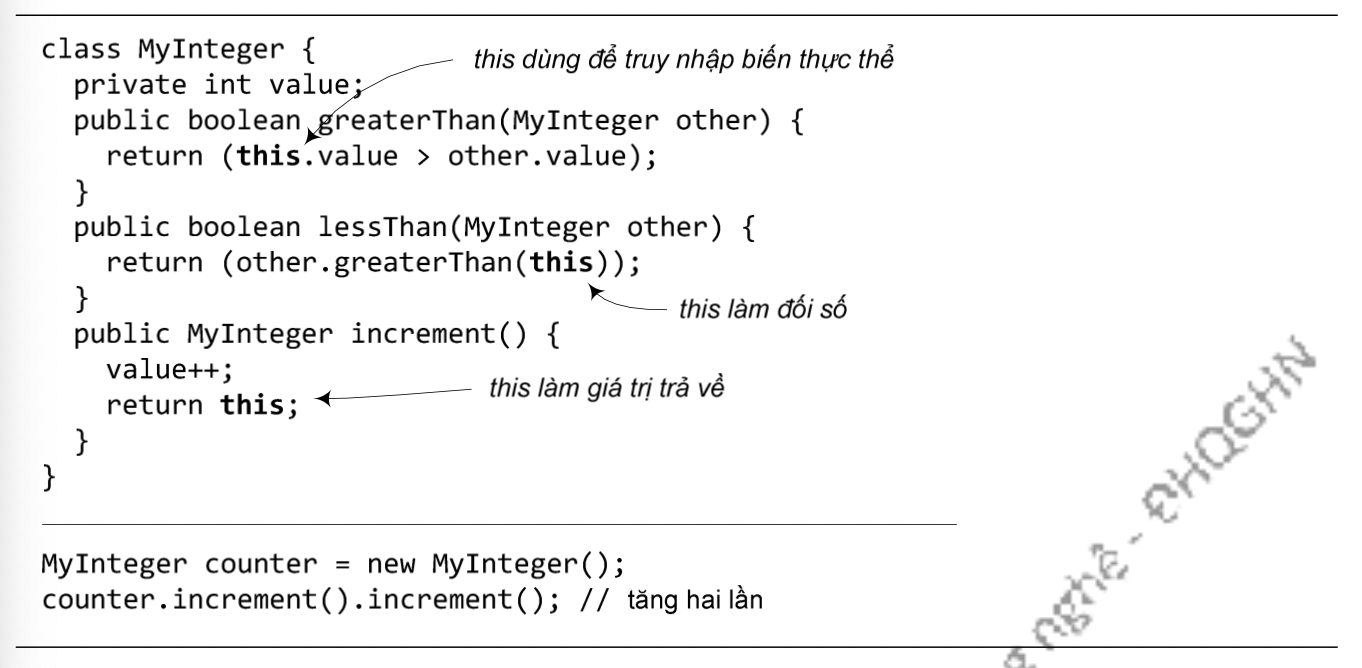 class MyInteger {
this dùng để truy nhập biến thực thể
private int value;
public boolean greaterThan(MyInteger other) {
return (this.value > other.value);
}
public boolean lessThan(MyInteger other) {
return (other.greaterThan(this));
}
this làm đối số
public MyInteger increment() {
value++;
this làm giá trị trả về
return this;
}
}
MyInteger counter = new MyInteger();
counter.increment().increment(); // tăng hai lần
nghệ - ĐHQGHN